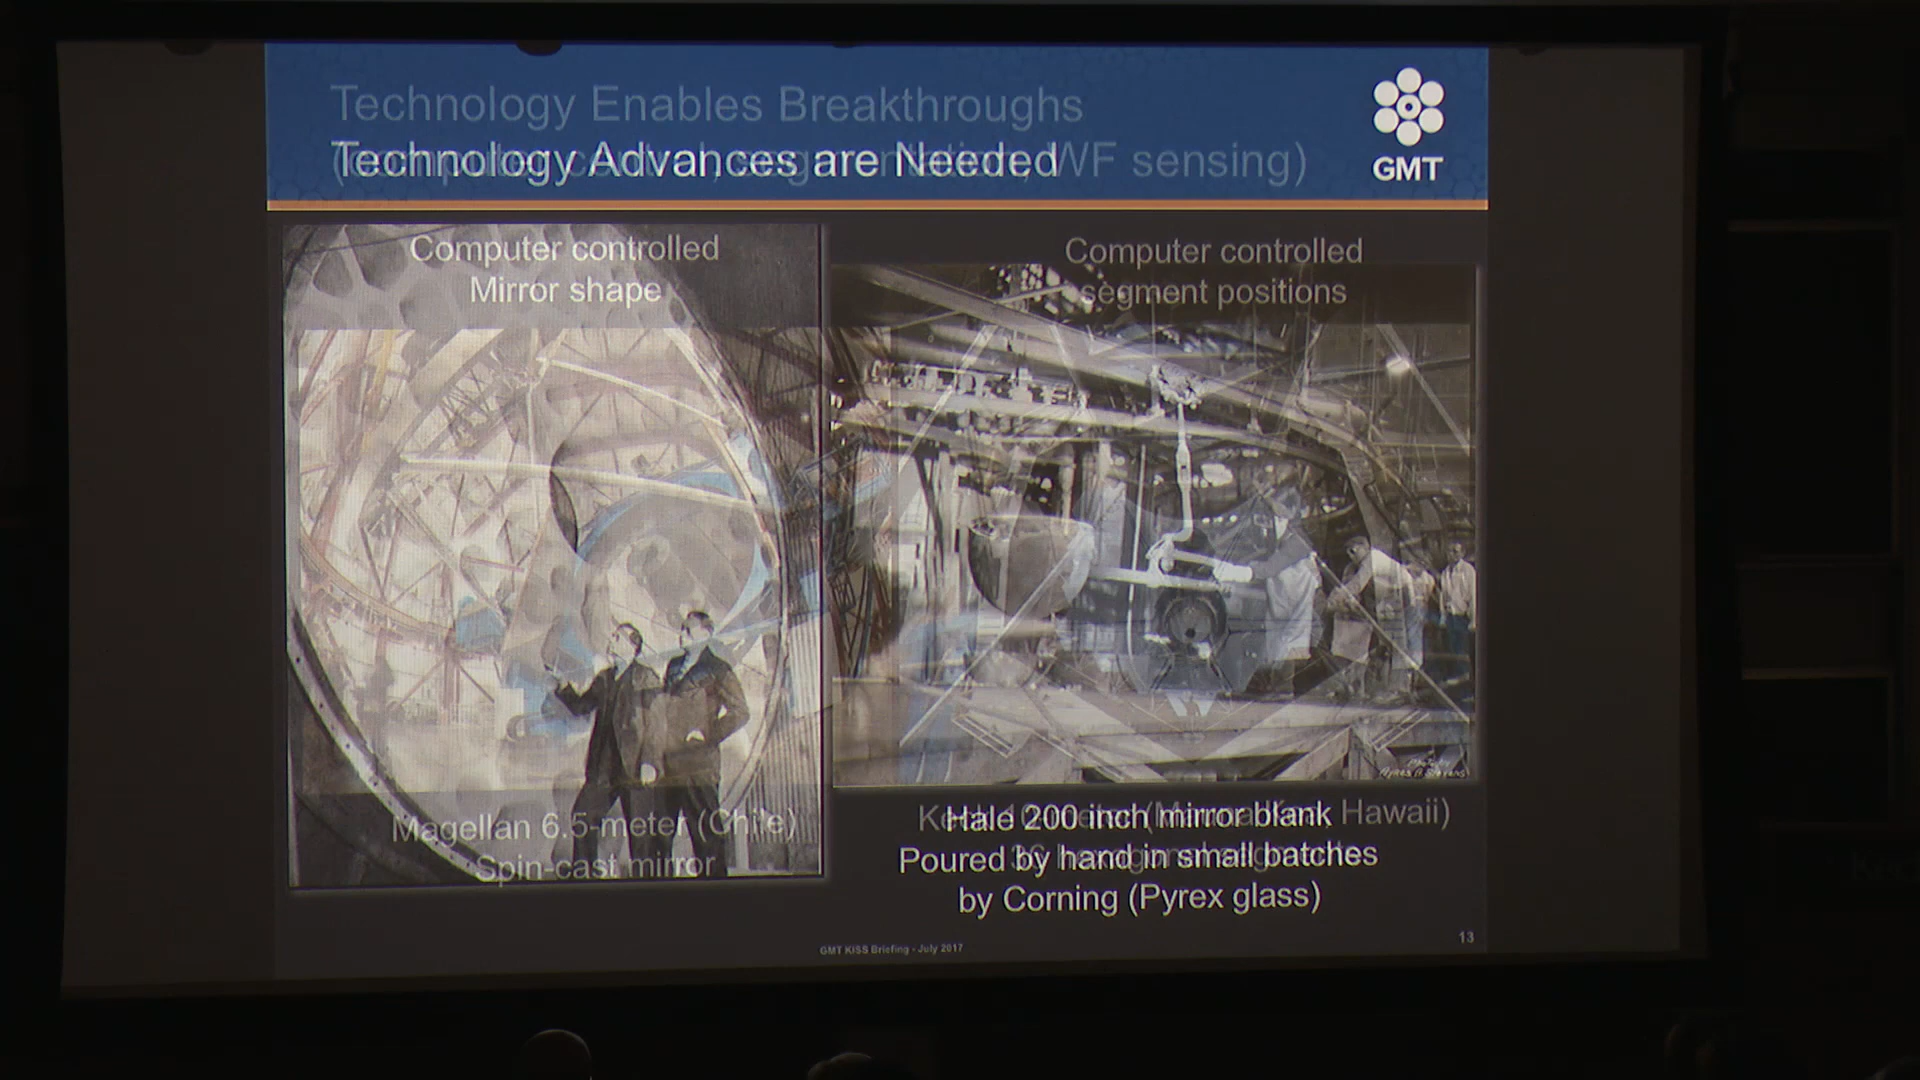 Technology Enables Breakthroughs
Technology Advances are Needed
WF sensing)
GMT
Computer controlled
Mirror shape
Computer controlled
segment positions
Magellan 6.5-meter (Chile)
Spin-cast mirror
Hawaii)
Hale 200 inch mirror blank
Poured by hand in small batches
by Corning (Pyrex glass)
GMT KISS Briefing - July 2017
13